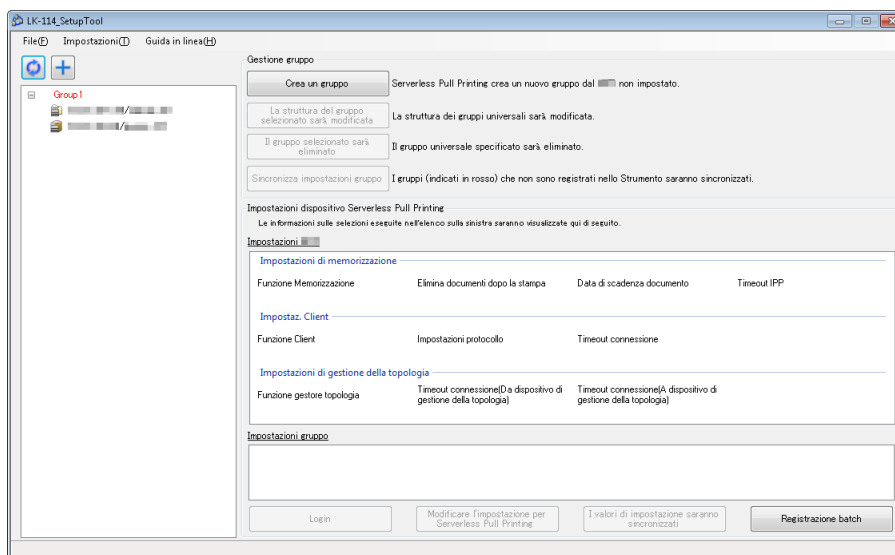 LK-114_SetupTool
File(F) Impostazioni(T) Guida in linea(H)
Gestione gruppo
Crea un gruppo
Serverless Pull Printing crea un nuovo gruppo dal non impostato.
La struttura del gruppo
selezionato sarà modificata
La struttura dei gruppi universali sarà modificata.
Il gruppo selezionato sarà
eliminato
Il gruppo universale specificato sarà eliminato.
Sincronizza impostazioni gruppo
I gruppi (indicati in rosso) che non sono registrati nello Strumento saranno sincronizzati.
Group1
/
/
Impostazioni dispositivo Serverless Pull Printing
Le informazioni sulle selezioni eseguite nell'elenco sulla sinistra saranno visualizzate qui di seguito.
Impostazioni
Impostazioni di memorizzazione
Funzione Memorizzazione Elimina documenti dopo la stampa Data di scadenza documento Timeout IPP
Impostaz. Client
Funzione Client Impostazioni protocollo Timeout connessione
Impostazioni di gestione della topologia
Funzione gestore topologia
Timeout connessione(Da dispositivo di
gestione della topologia)
Timeout connessione(A dispositivo di
gestione della topologia)
Impostazioni gruppo
Login
Modificare l'impostazione per
Serverless Pull Printing
I valori di impostazione saranno
sincronizzati
Registrazione batch